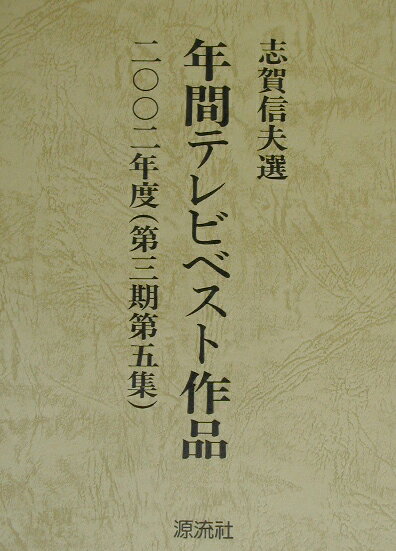 志賀信夫選
年間テレビベスト作品
二〇〇二年度(第三期第五集)
源流社